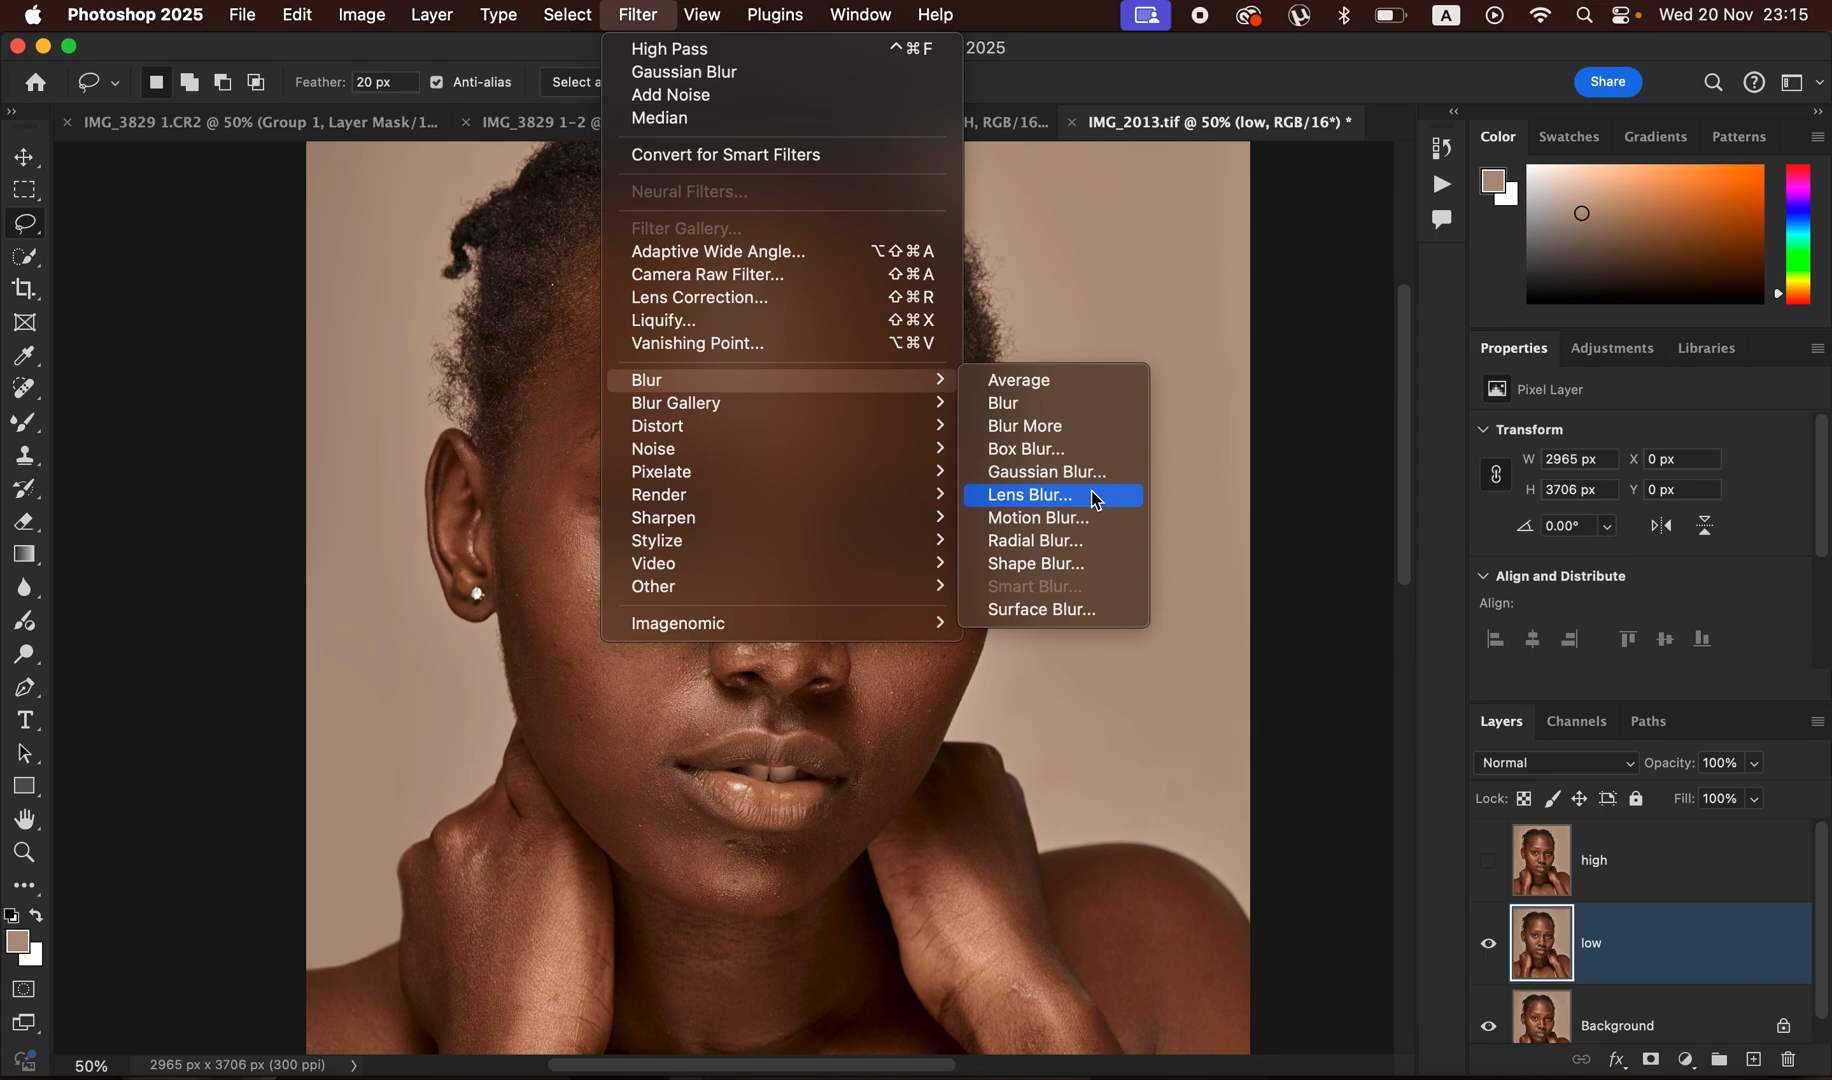 Photoshop 2025 File Edit Image Layer Type Select Filter View Plugins Window Help A Wed 20 Nov 23:15
2025
Feather: 20 px Anti-alias Select a Share
× IMG_3829 1.CR2 @ 50% (Group 1, Layer Mask/1... × IMG_3829 1-2 @ H, RGB/16... × IMG_2013.tif @ 50% (low, RGB/16*) *
High Pass ^⌘F
Gaussian Blur
Add Noise
Median
Convert for Smart Filters
Neural Filters...
Filter Gallery...
Adaptive Wide Angle... ⌥⇧⌘A
Camera Raw Filter... ⇧⌘A
Lens Correction... ⇧⌘R
Liquify... ⇧⌘X
Vanishing Point... ⌥⌘V
Blur
Blur Gallery
Distort
Noise
Pixelate
Render
Sharpen
Stylize
Video
Other
Imagenomic
Average
Blur
Blur More
Box Blur...
Gaussian Blur...
Lens Blur...
Motion Blur...
Radial Blur...
Shape Blur...
Smart Blur...
Surface Blur...
Color Swatches Gradients Patterns
Properties Adjustments Libraries
Pixel Layer
Transform
W 2965 px X 0 px
H 3706 px Y 0 px
0.00°
Align and Distribute
Align:
Layers Channels Paths
Normal Opacity: 100%
Lock: Fill: 100%
high
low
Background
fx
50% 2965 px x 3706 px (300 ppi)